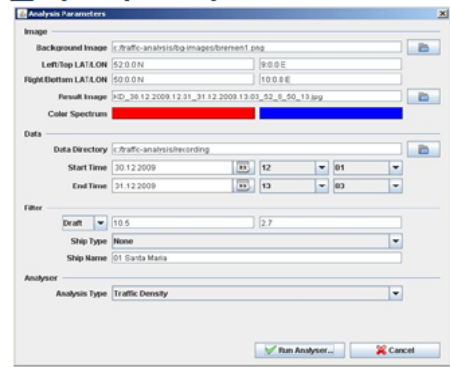 Analysis Parameters
Image
Background Image c:/traffic-analysis/bg-images/bremen1.png
Left/Top LAT/LON 52:0.0 N 9:0.0 E
Right/Bottom LAT/LON 50:0.0 N 10:0.0 E
Result Image
Color Spectrum
Data
Data Directory c:/traffic-analysis/recording
Start Time 30.12.2009 12 01
End Time 31.12.2009 13 03
Filter
Draft 10.5 2.7
Ship Type None
Ship Name 01 Santa Maria
Analyser
Analysis Type Traffic Density
Run Analyser... Cancel